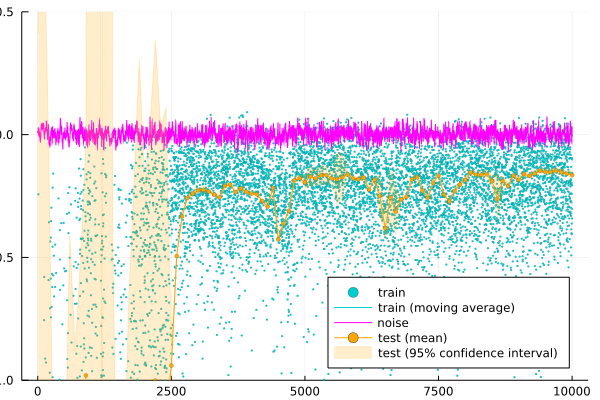 0.5
0.0
0.5
1.0
0
2500
5000
7500
10000
train
train (moving average)
noise
test (mean)
test (95% confidence interval)